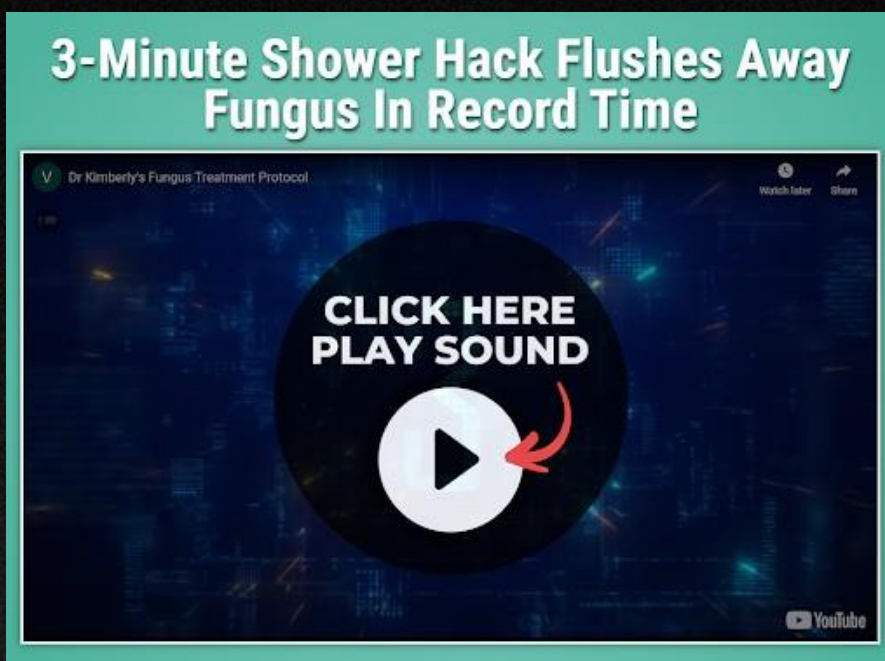 3-Minute Shower Hack Flushes Away
Fungus In Record Time
V Dr Kimberly's Fungus Treatment Protocol
Watch later Share
CLICK HERE
PLAY SOUND
YouTube